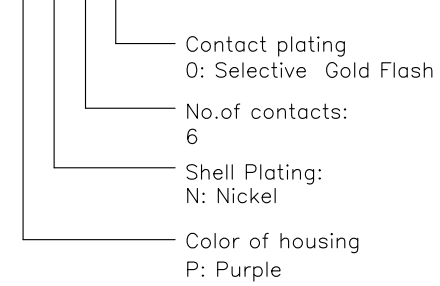 Contact plating
0: Selective Gold Flash
No.of contacts:
6
Shell Plating:
N: Nickel
Color of housing
P: Purple